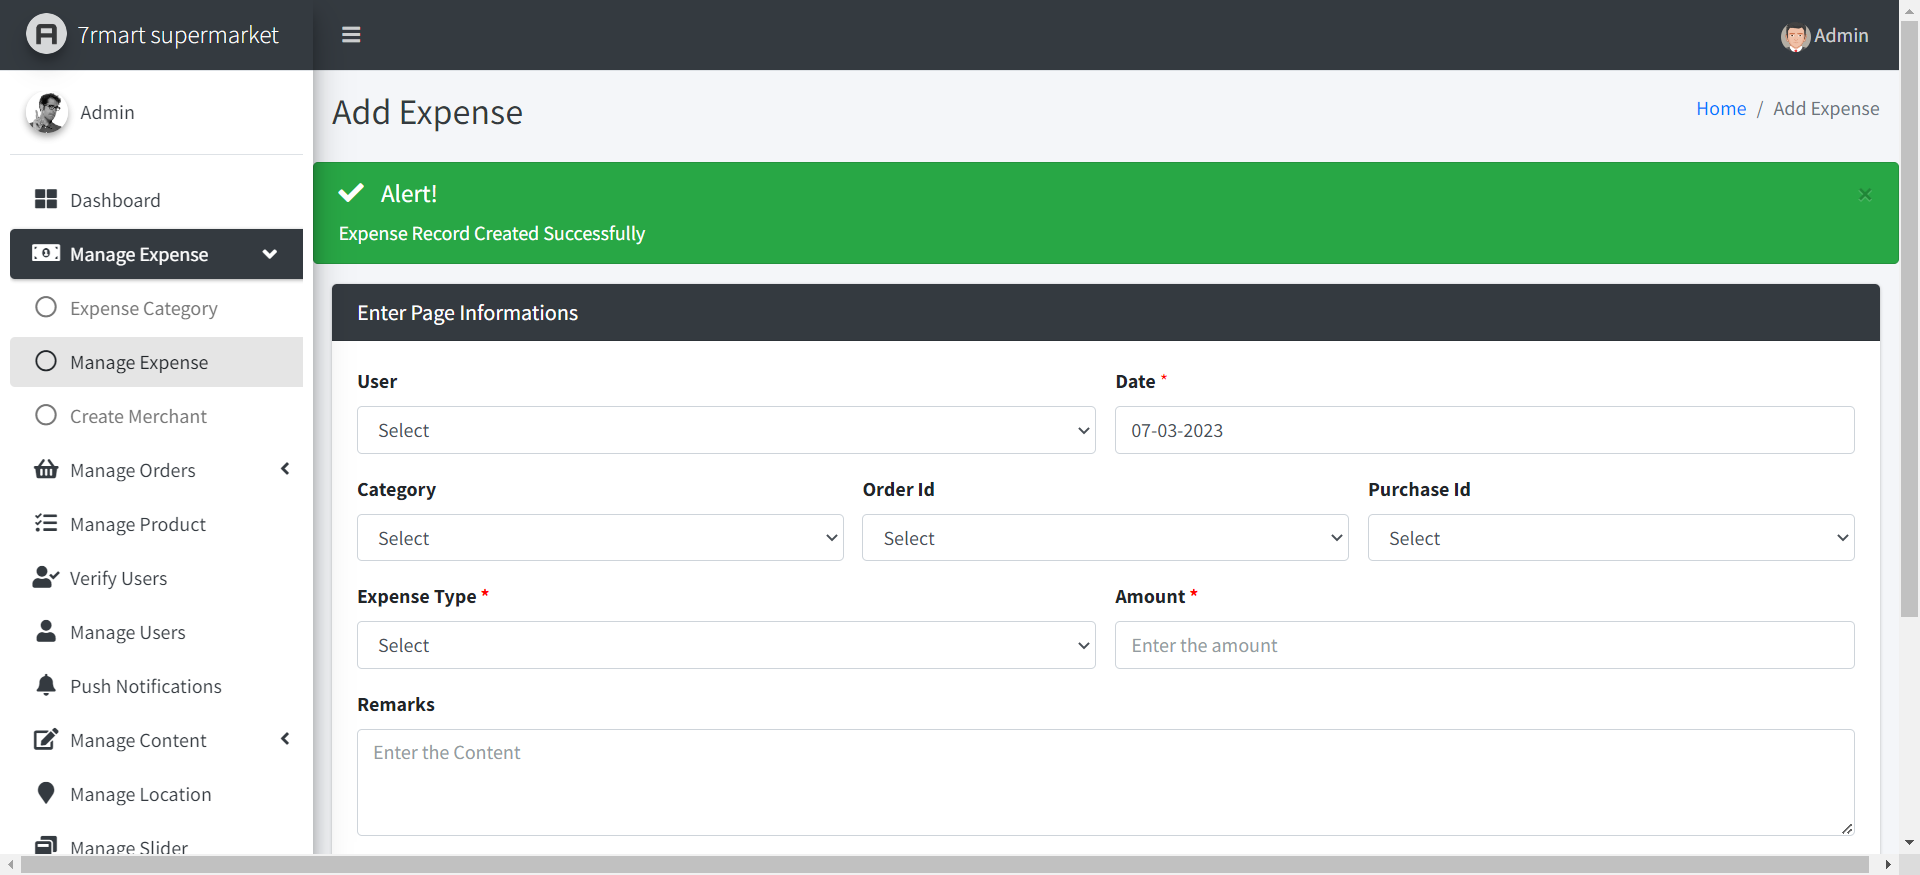 7rmart supermarket
Admin
Admin
Dashboard
Manage Expense
Expense Category
Manage Expense
Create Merchant
Manage Orders
Manage Product
Verify Users
Manage Users
Push Notifications
Manage Content
Manage Location
Manage Slider
Add Expense
Home / Add Expense
Alert!
×
Expense Record Created Successfully
Enter Page Informations
User
Select
Date *
07-03-2023
Category
Select
Order Id
Select
Purchase Id
Select
Expense Type *
Select
Amount *
Enter the amount
Remarks
Enter the Content